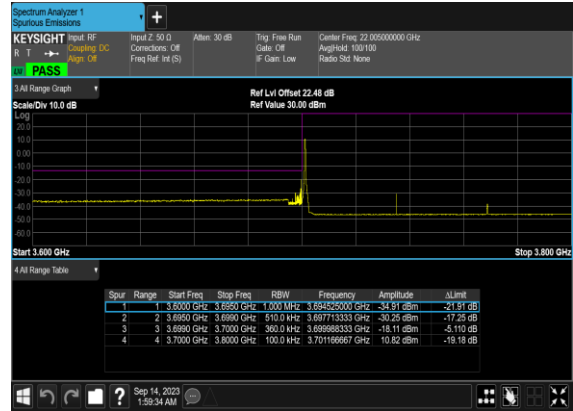 Spectrum Analyzer 1
Spurious Emissions
KEYSIGHT Input: RF Input Z: 50 Ω Atten: 30 dB Trig: Free Run Center Freq: 22.005000000 GHz
R T Coupling: DC Corrections: Off Gate: Off Avg|Hold: 100/100
Align: Off Freq Ref: Int (S) IF Gain: Low Radio Std: None
PASS
3 All Range Graph
Ref Lvl Offset 22.48 dB
Scale/Div 10.0 dB Ref Value 30.00 dBm
Log
20.0
10.0
0.00
-10.0
-20.0
-30.0
-40.0
-50.0
-60.0
Start 3.600 GHz Stop 3.800 GHz
4 All Range Table
Spur Range Start Freq Stop Freq RBW Frequency Amplitude ΔLimit
1 1 3.6000 GHz 3.6950 GHz 1.000 MHz 3.694525000 GHz -34.91 dBm -21.91 dB
2 2 3.6950 GHz 3.6990 GHz 510.0 kHz 3.697713333 GHz -30.25 dBm -17.25 dB
3 3 3.6990 GHz 3.7000 GHz 360.0 kHz 3.699988333 GHz -18.11 dBm -5.110 dB
4 4 3.7000 GHz 3.8000 GHz 100.0 kHz 3.701166667 GHz 10.82 dBm -19.18 dB
? Sep 14, 2023
1:59:34 AM